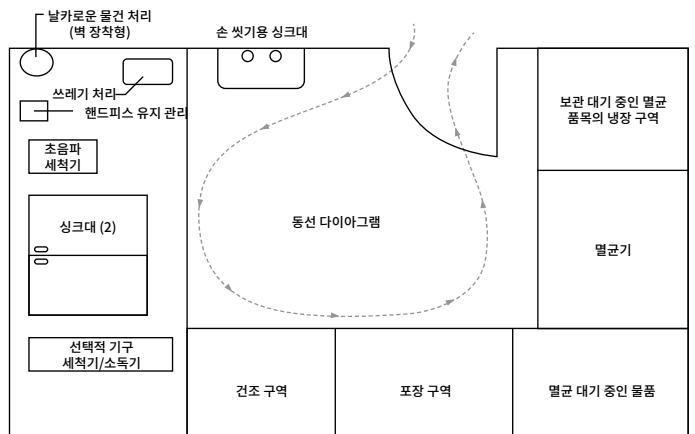 날카로운 물건 처리
(벽 장착형)
손 씻기용 싱크대
쓰레기 처리
핸드피스 유지 관리
초음파
세척기
싱크대 (2)
선택적 기구
세척기/소독기
동선 다이아그램
보관 대기 중인 멸균
품목의 냉장 구역
멸균기
건조 구역
포장 구역
멸균 대기 중인 물품